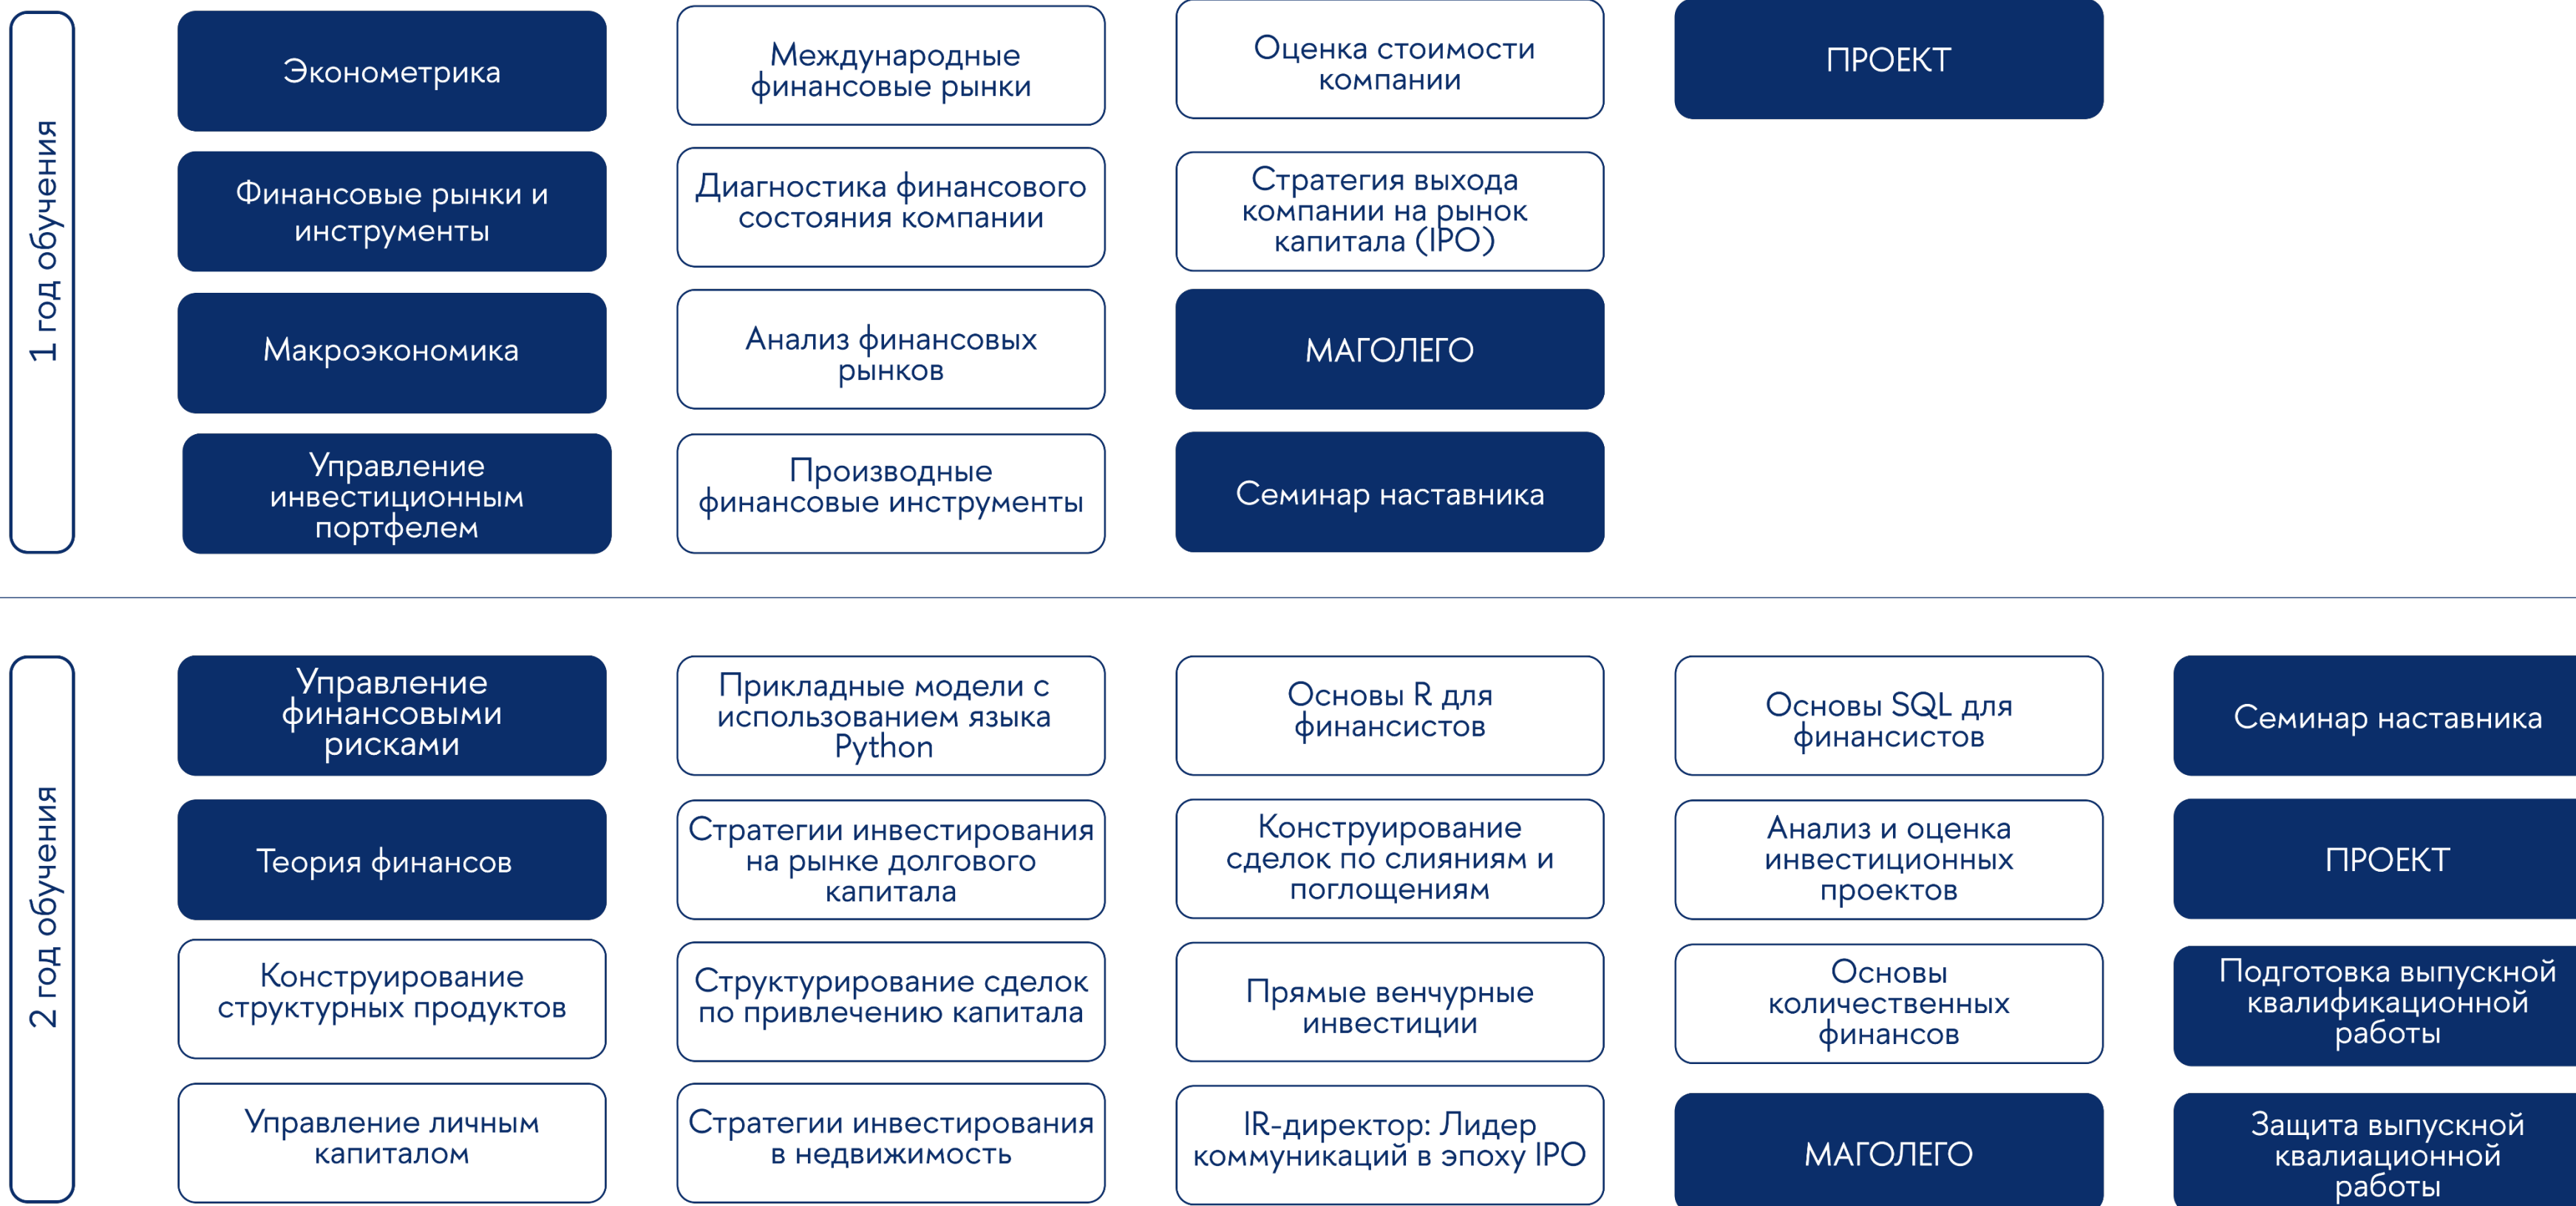 1 год обучения
Эконометрика
Международные
финансовые рынки
Оценка стоимости
компании
ПРОЕКТ
Финансовые рынки и
инструменты
Диагностика финансового
состояния компании
Стратегия выхода
компании на рынок
капитала (IPO)
Макроэкономика
Анализ финансовых
рынков
МАГОЛЕГО
Управление
инвестиционным
портфелем
Производные
финансовые инструменты
Семинар наставника
2 год обучения
Управление
финансовыми
рисками
Прикладные модели с
использованием языка
Python
Основы R для
финансистов
Основы SQL для
финансистов
Семинар наставника
Теория финансов
Стратегии инвестирования
на рынке долгового
капитала
Конструирование
сделок по слияниям и
поглощениям
Анализ и оценка
инвестиционных
проектов
ПРОЕКТ
Конструирование
структурных продуктов
Структурирование сделок
по привлечению капитала
Прямые венчурные
инвестиции
Основы
количественных
финансов
Подготовка выпускной
квалификационной
работы
Управление личным
капиталом
Стратегии инвестирования
в недвижимость
IR-директор: Лидер
коммуникаций в эпоху IPO
МАГОЛЕГО
Защита выпускной
квалиационной
работы